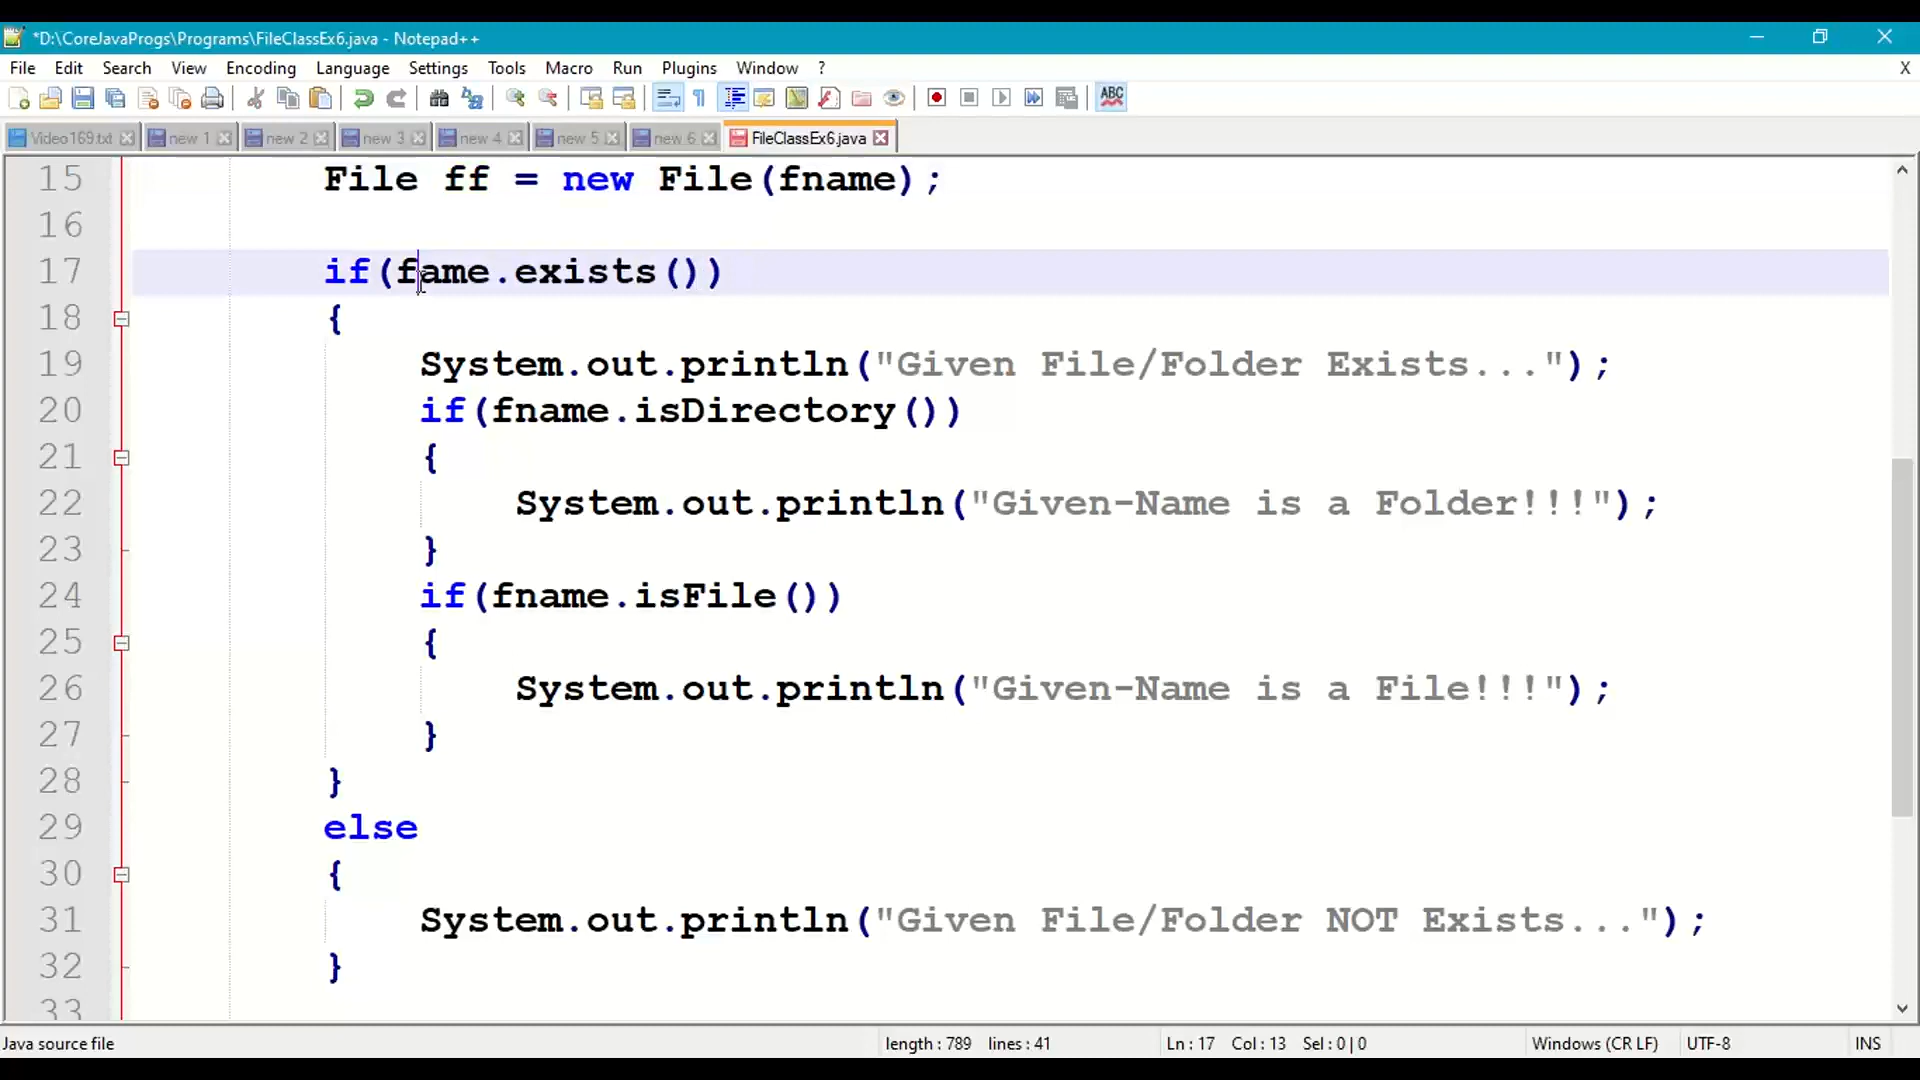 *D:\CoreJavaProgs\Programs\FileClassEx6.java - Notepad++
File Edit Search View Encoding Language Settings Tools Macro Run Plugins Window ? X
ABC
Video169.txt new 1 new 2 new 3 new 4 new 5 new 6 FileClassEx6.java
15 File ff = new File(fname);
16
17 if(fame.exists())
18 {
19 System.out.println("Given File/Folder Exists...");
20 if(fname.isDirectory())
21 {
22 System.out.println("Given-Name is a Folder!!!");
23 }
24 if(fname.isFile())
25 {
26 System.out.println("Given-Name is a File!!!");
27 }
28 }
29 else
30 {
31 System.out.println("Given File/Folder NOT Exists...");
32 }
33
Java source file length : 789 lines : 41 Ln : 17 Col : 13 Sel : 0 | 0 Windows (CR LF) UTF-8 INS